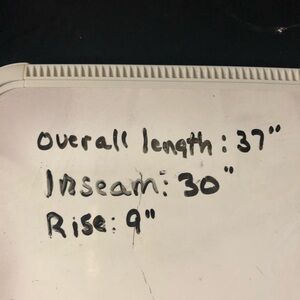 overall length: 37"
Inseam: 30"
Rise: 9"